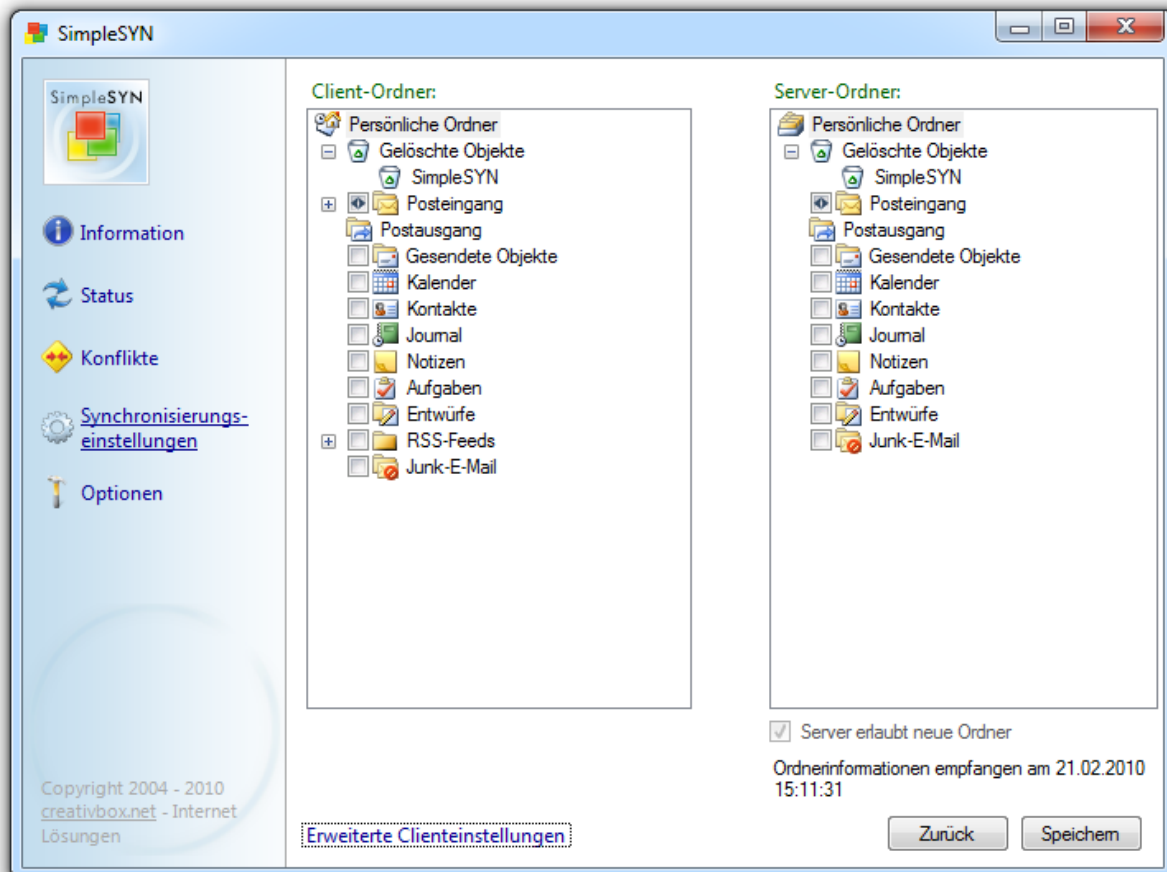 SimpleSYN
SimpleSYN
Information
Status
Konflikte
Synchronisierungs-
einstellungen
Optionen
Copyright 2004 - 2010
creativbox.net - Internet
Lösungen
Client-Ordner:
Persönliche Ordner
Gelöschte Objekte
SimpleSYN
Posteingang
Postausgang
Gesendete Objekte
Kalender
Kontakte
Journal
Notizen
Aufgaben
Entwürfe
RSS-Feeds
Junk-E-Mail
Erweiterte Clienteinstellungen
Server-Ordner:
Persönliche Ordner
Gelöschte Objekte
SimpleSYN
Posteingang
Postausgang
Gesendete Objekte
Kalender
Kontakte
Journal
Notizen
Aufgaben
Entwürfe
Junk-E-Mail
Server erlaubt neue Ordner
Ordnerinformationen empfangen am 21.02.2010
15:11:31
Zurück
Speichern